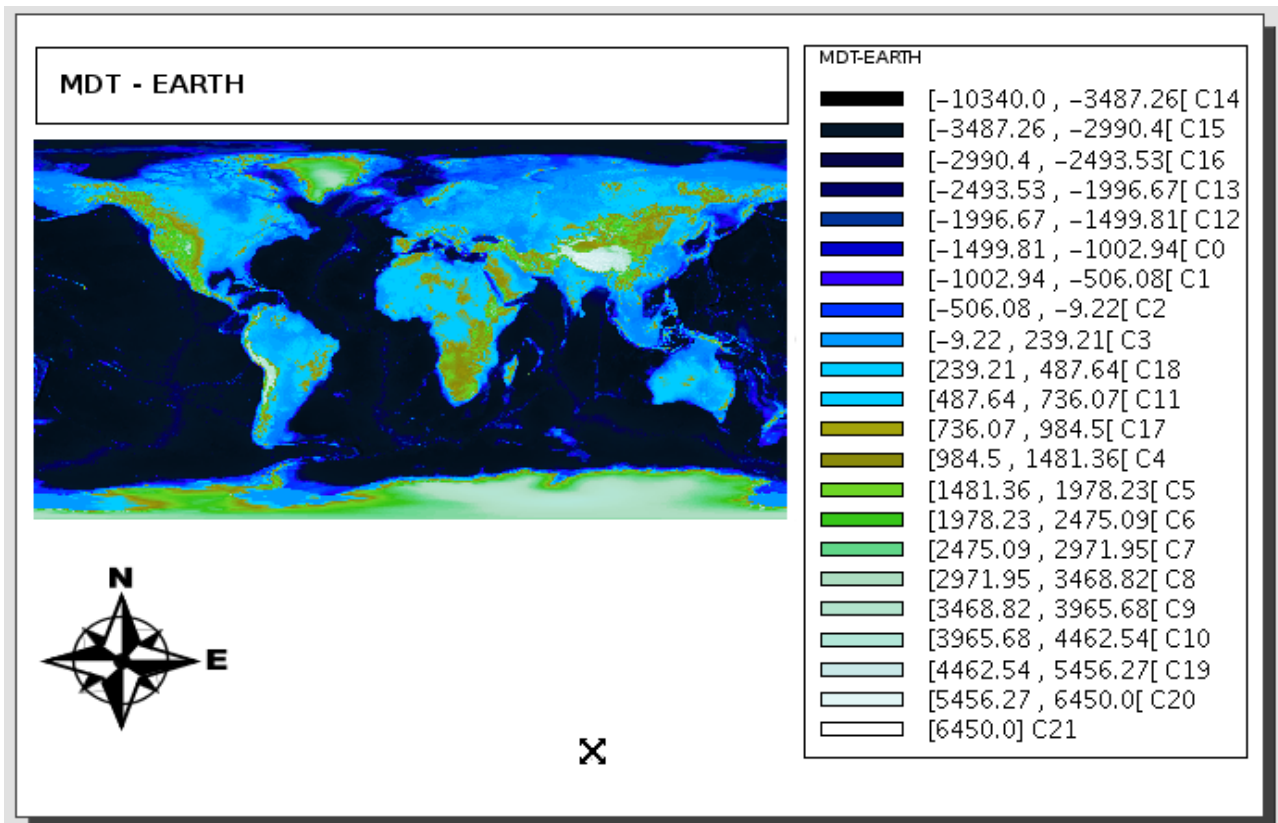 MDT - EARTH
MDT-EARTH
[−10340.0 , −3487.26[ C14
[−3487.26 , −2990.4[ C15
[−2990.4 , −2493.53[ C16
[−2493.53 , −1996.67[ C13
[−1996.67 , −1499.81[ C12
[−1499.81 , −1002.94[ C0
[−1002.94 , −506.08[ C1
[−506.08 , −9.22[ C2
[−9.22 , 239.21[ C3
[239.21 , 487.64[ C18
[487.64 , 736.07[ C11
[736.07 , 984.5[ C17
[984.5 , 1481.36[ C4
[1481.36 , 1978.23[ C5
[1978.23 , 2475.09[ C6
[2475.09 , 2971.95[ C7
[2971.95 , 3468.82[ C8
[3468.82 , 3965.68[ C9
[3965.68 , 4462.54[ C10
[4462.54 , 5456.27[ C19
[5456.27 , 6450.0[ C20
[6450.0] C21
N
E